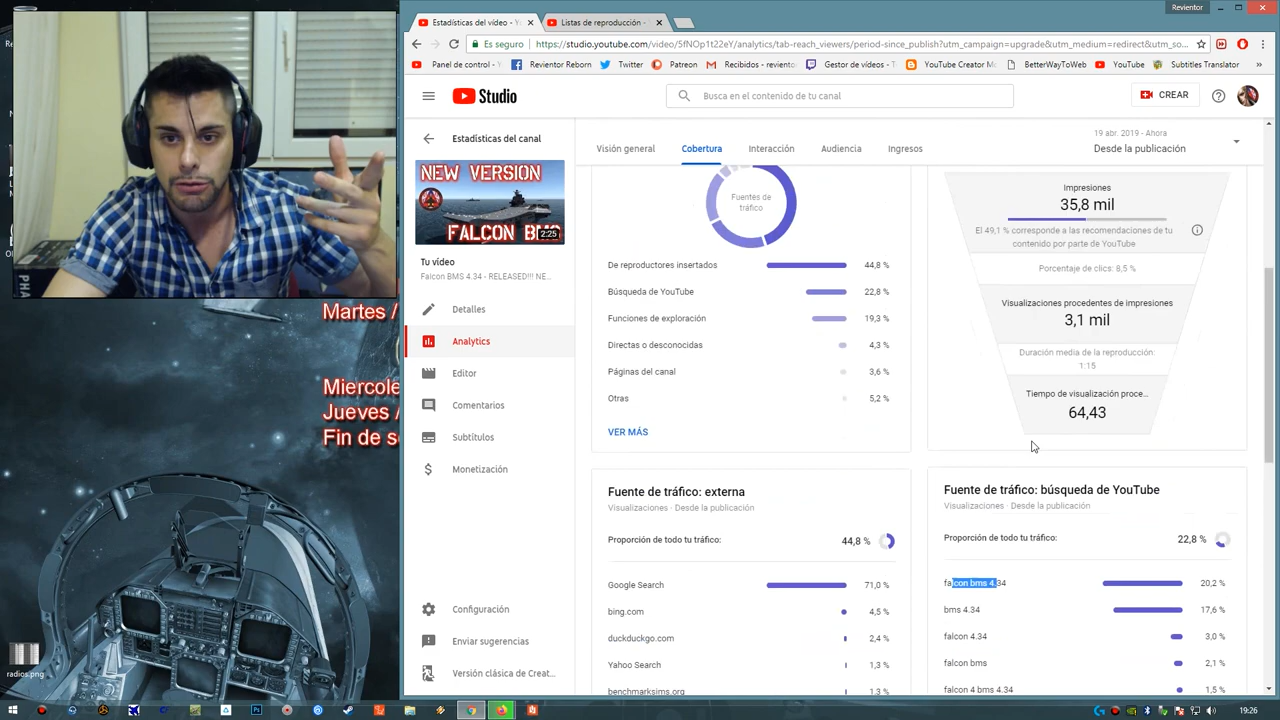 Revientor
Estadísticas del vídeo - Y
Listas de reproducción -
Es seguro
https://studio.youtube.com/video/5fNOp1t22eY/analytics/tab-reach_viewers/period-since_publish?utm_campaign=upgrade&utm_medium=redirect&utm_so...
Panel de control -
Revientor Reborn
Twitter
Patreon
Recibidos - reviento
Gestor de vídeos - T
YouTube Creator M
BetterWayToWeb
YouTube
Subtitles Translator
Studio
Busca en el contenido de tu canal
CREAR
Estadísticas del canal
NEW VERSION
FALCON BMS
2:25
Tu vídeo
Falcon BMS 4.34 - RELEASED!!! NE...
Detalles
Analytics
Editor
Comentarios
Subtítulos
Monetización
Configuración
Enviar sugerencias
Versión clásica de Creat...
Visión general
Cobertura
Interacción
Audiencia
Ingresos
19 abr. 2019 - Ahora
Desde la publicación
Fuentes de
tráfico
De reproductores insertados 44,8 %
Búsqueda de YouTube 22,8 %
Funciones de exploración 19,3 %
Directas o desconocidas 4,3 %
Páginas del canal 3,6 %
Otras 5,2 %
VER MÁS
Impresiones
35,8 mil
El 49,1 % corresponde a las recomendaciones de tu
contenido por parte de YouTube
Porcentaje de clics: 8,5 %
Visualizaciones procedentes de impresiones
3,1 mil
Duración media de la reproducción:
1:15
Tiempo de visualización proce...
64,43
Fuente de tráfico: externa
Visualizaciones · Desde la publicación
Proporción de todo tu tráfico: 44,8 %
Google Search 71,0 %
bing.com 4,5 %
duckduckgo.com 2,4 %
Yahoo Search 1,3 %
benchmarksims.org 1,3 %
Fuente de tráfico: búsqueda de YouTube
Visualizaciones · Desde la publicación
Proporción de todo tu tráfico: 22,8 %
falcon bms 4.34 20,2 %
bms 4.34 17,6 %
falcon 4.34 3,0 %
falcon bms 2,1 %
falcon 4 bms 4.34 1,5 %
Martes /
Miercole
Jueves /
Fin de s
radios.png
19:26